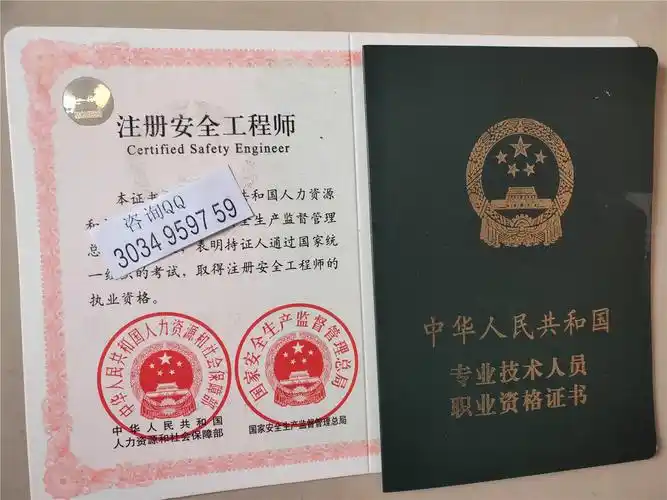 注册安全工程师
Certified Safety Engineer
本证书 共和国人力资源
和 全生产监督管理
总 表明持证人通过国家统
一组 的考试，取得注册安全工程师的
执业资格。
咨询QQ
3034 9597 59
中华人民共和国人力资源和社会保障部
国家安全生产监督管理总局
中华人民共和国
人力资源和社会保障部
国家安全生产监督管理总局
中华人民共和国
专业技术人员
职业资格证书